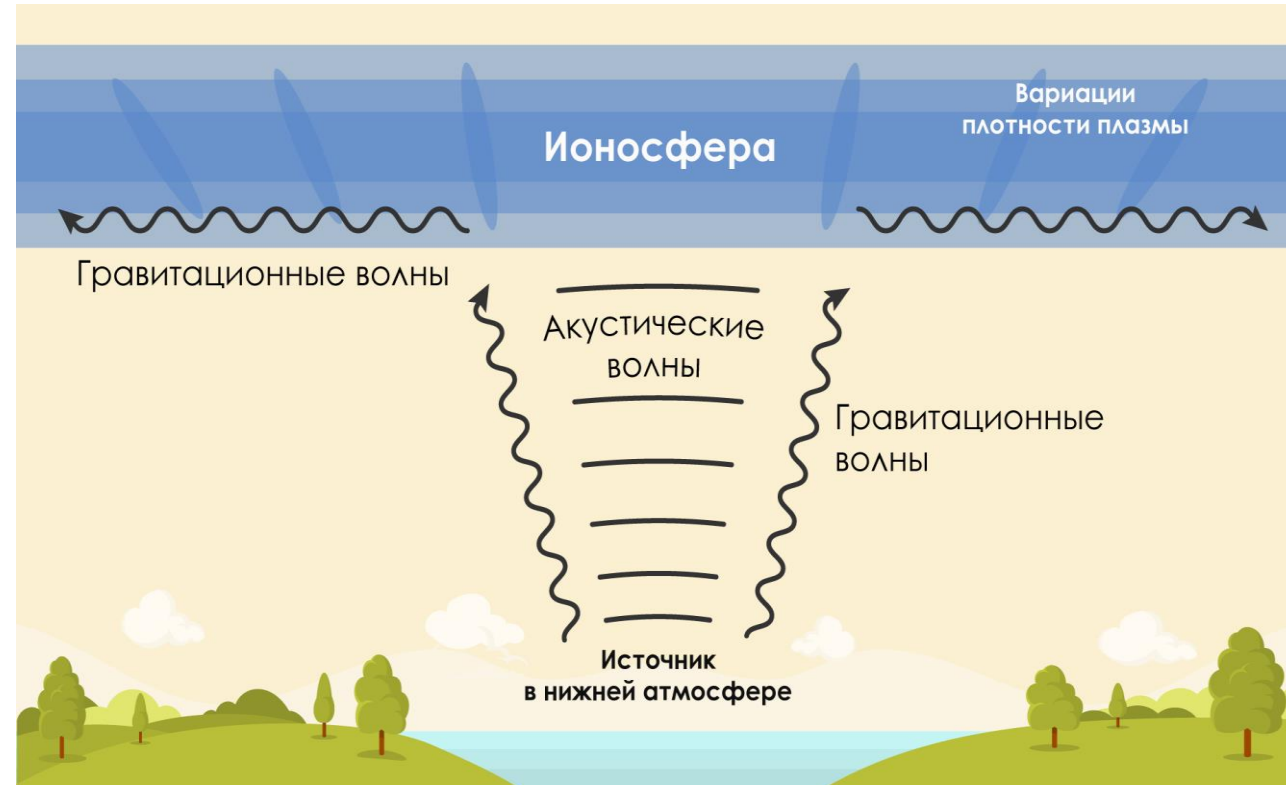 Вариации
плотности плазмы
Ионосфера
Гравитационные волны
Акустические
волны
Гравитационные
волны
Источник
в нижней атмосфере